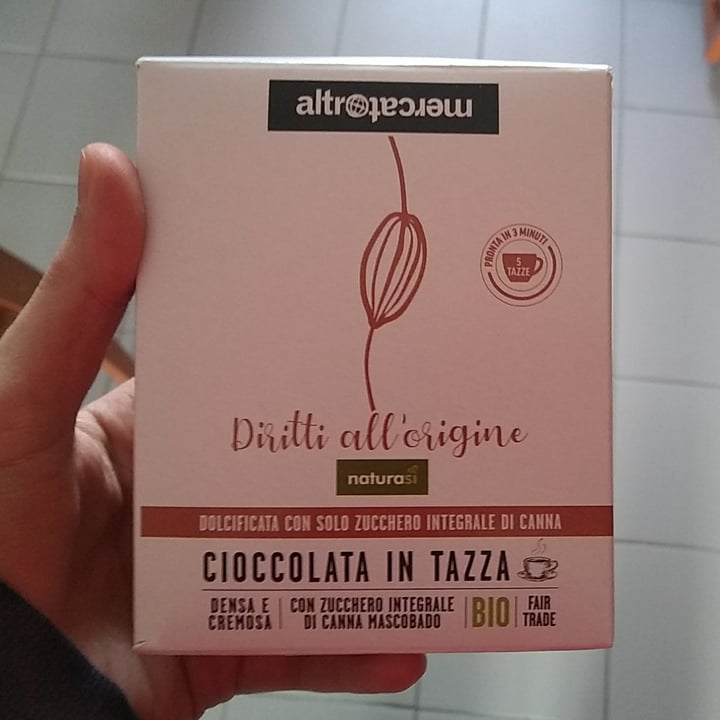 altromercato
PRONTA IN 3 MINUTI
5
TAZZE
Diritti all'origine
naturasì
DOLCIFICATA CON SOLO ZUCCHERO INTEGRALE DI CANNA
CIOCCOLATA IN TAZZA
DENSA E
CREMOSA
CON ZUCCHERO INTEGRALE
DI CANNA MASCOBADO
BIO
FAIR
TRADE